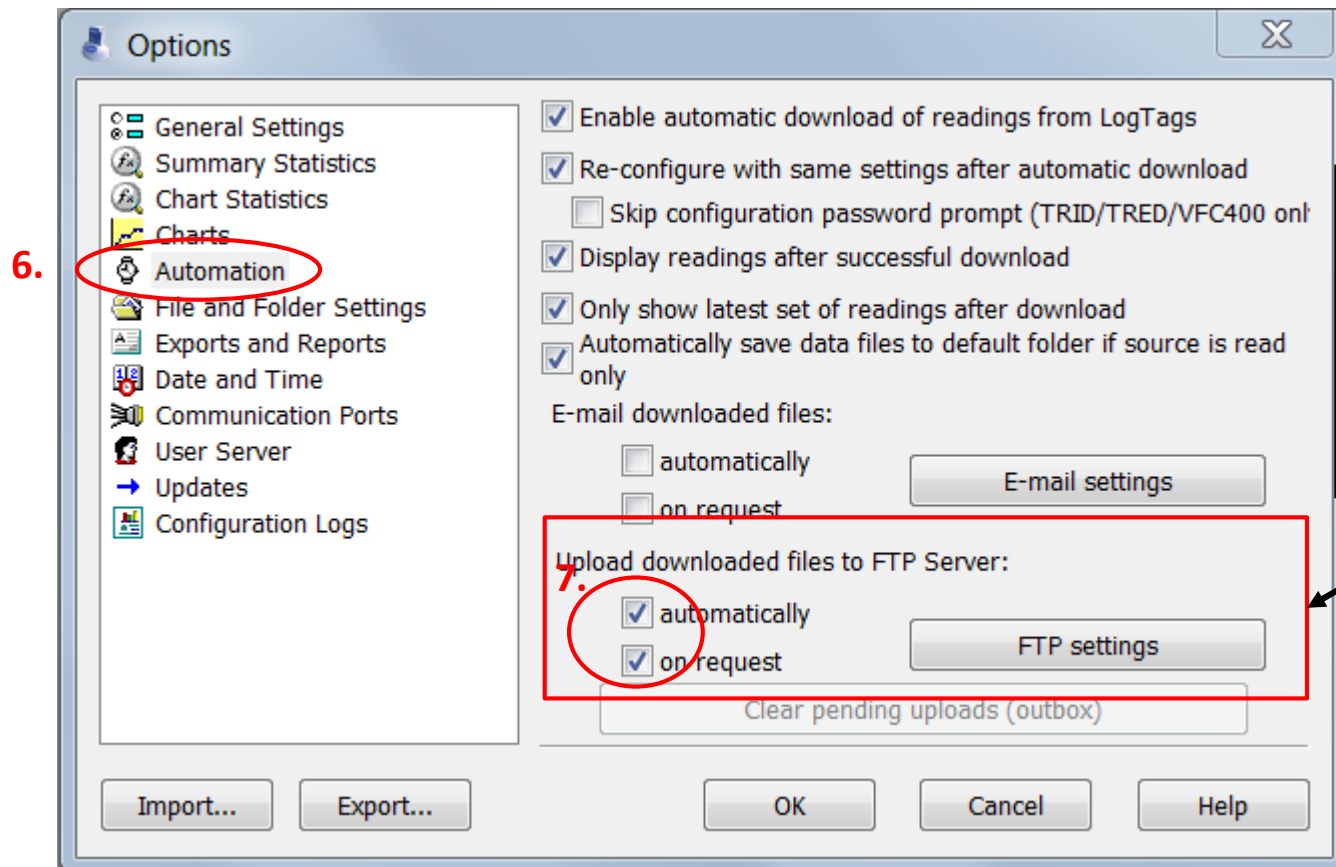 Options
General Settings
Summary Statistics
Chart Statistics
Charts
6.
Automation
File and Folder Settings
Exports and Reports
Date and Time
Communication Ports
User Server
Updates
Configuration Logs
Enable automatic download of readings from LogTags
Re-configure with same settings after automatic download
Skip configuration password prompt (TRID/TRED/VFC400 onl
Display readings after successful download
Only show latest set of readings after download
Automatically save data files to default folder if source is read
only
E-mail downloaded files:
automatically
E-mail settings
on request
Upload downloaded files to FTP Server:
7.
automatically
FTP settings
on request
Clear pending uploads (outbox)
Import...
Export...
OK
Cancel
Help